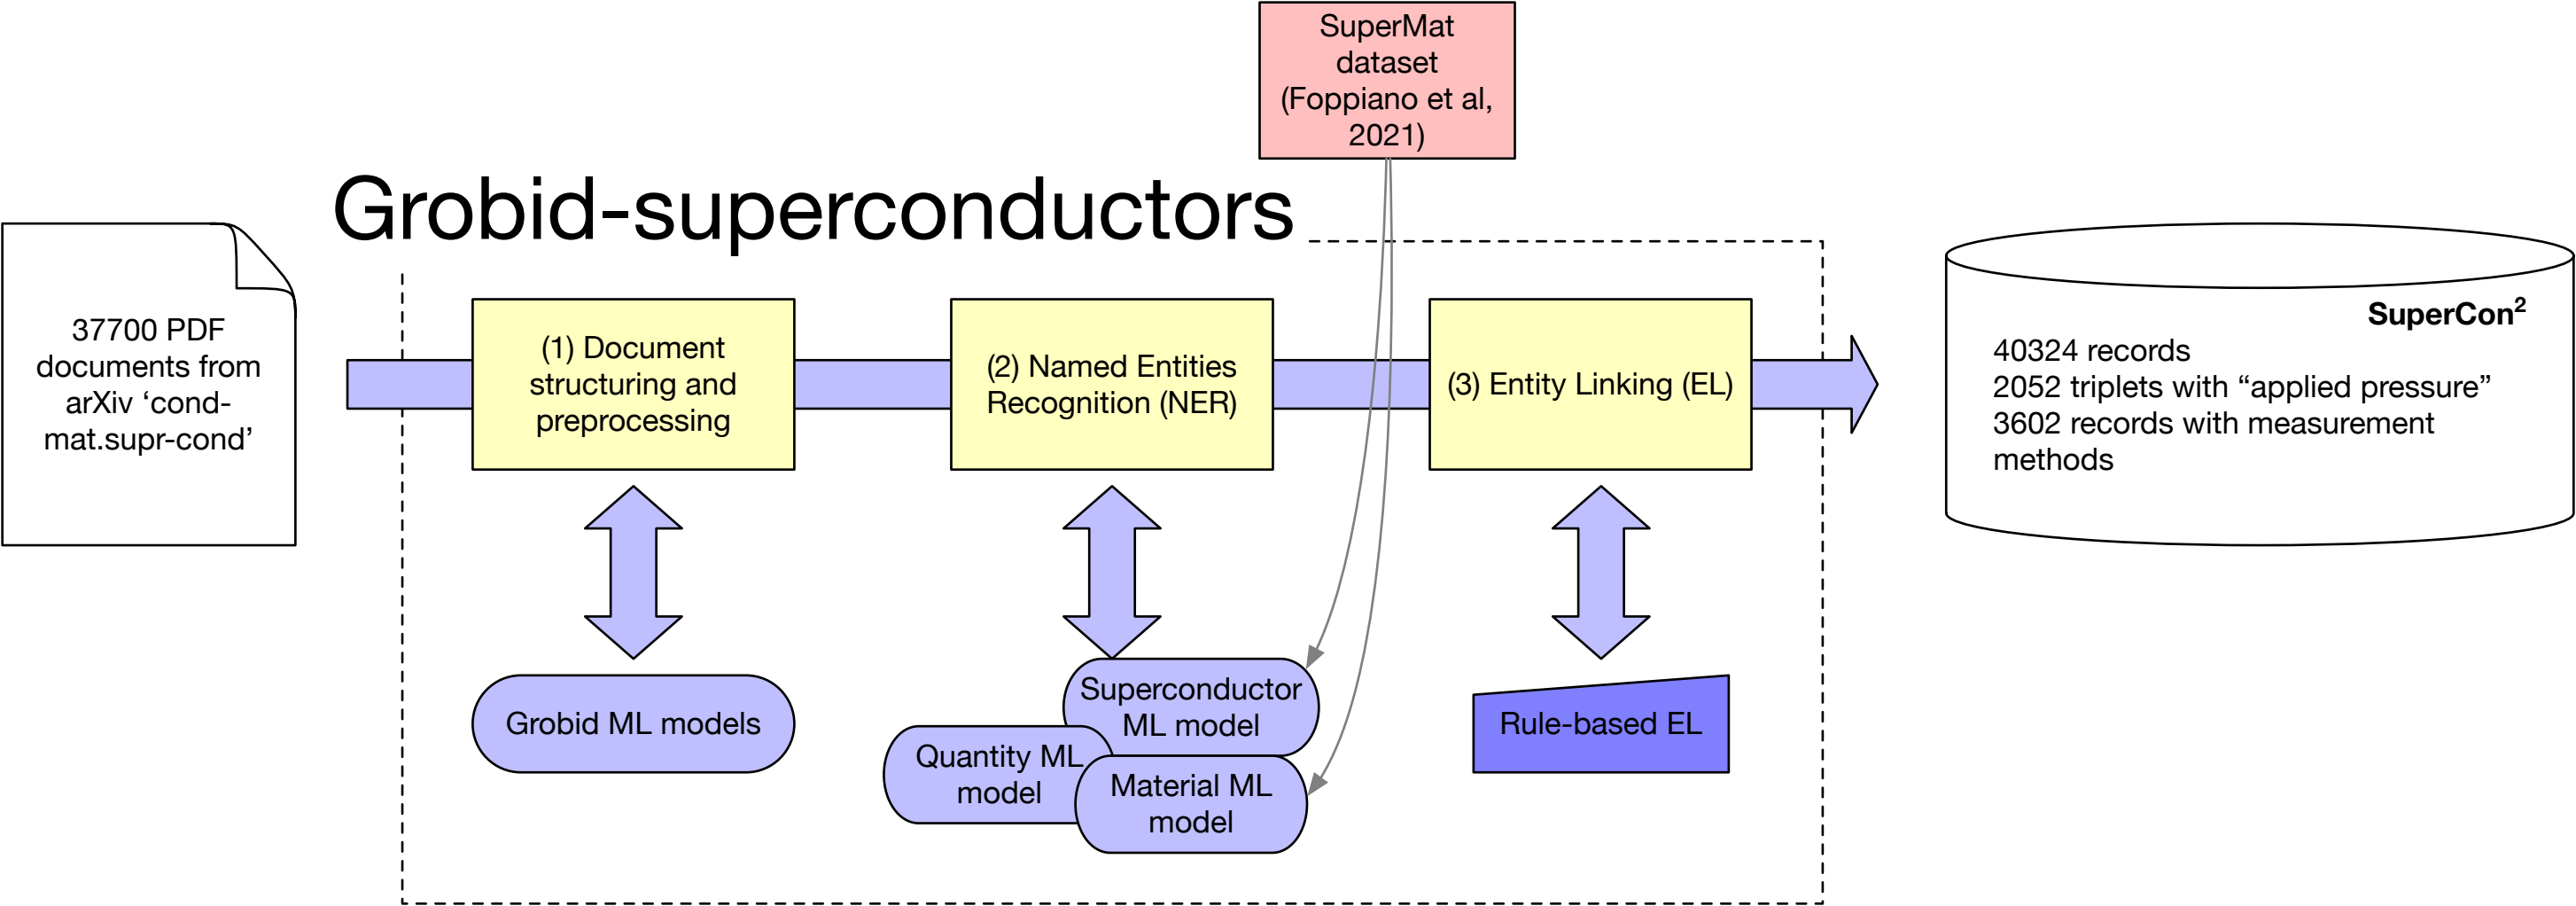 SuperMat
dataset
(Foppiano et al,
2021)
Grobid-superconductors
37700 PDF
documents from
arXiv ‘cond-
mat.supr-cond’
(1) Document
structuring and
preprocessing
(2) Named Entities
Recognition (NER)
(3) Entity Linking (EL)
SuperCon²
40324 records
2052 triplets with “applied pressure”
3602 records with measurement
methods
Grobid ML models
Superconductor
ML model
Quantity ML
model
Material ML
model
Rule-based EL